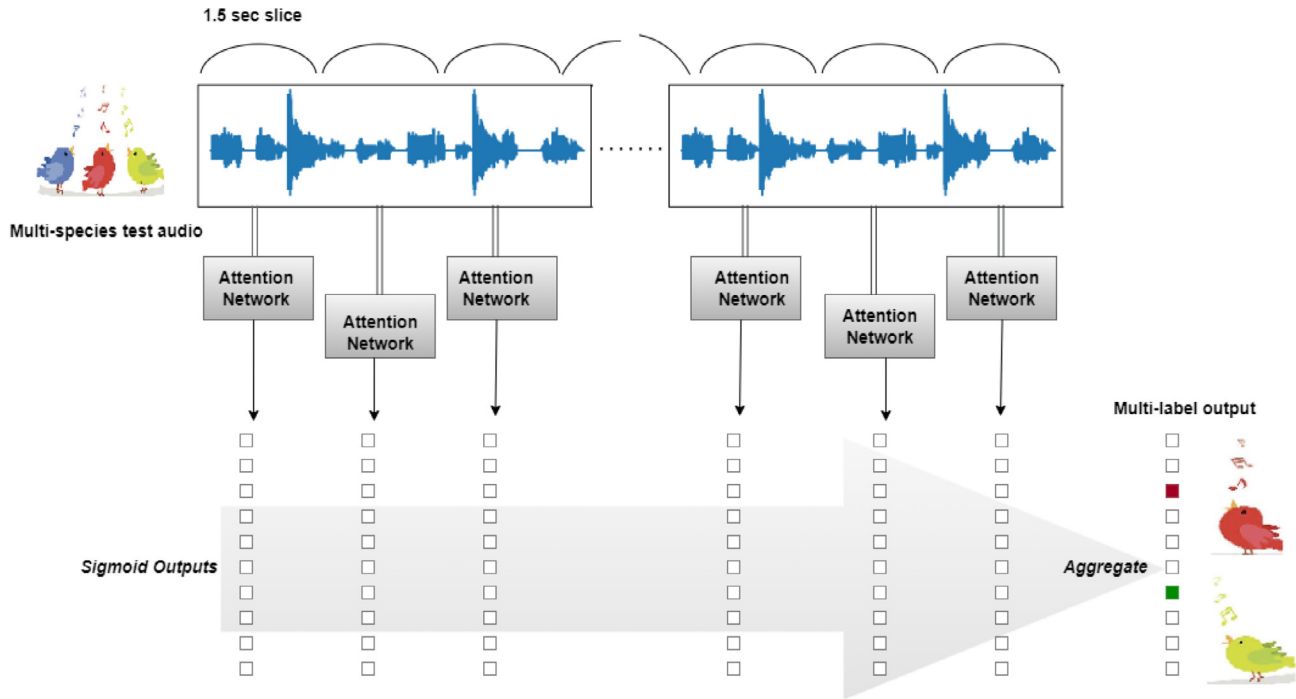 1.5 sec slice
Multi-species test audio
Attention
Network
Attention
Network
Attention
Network
Attention
Network
Attention
Network
Attention
Network
Multi-label output
Sigmoid Outputs
Aggregate